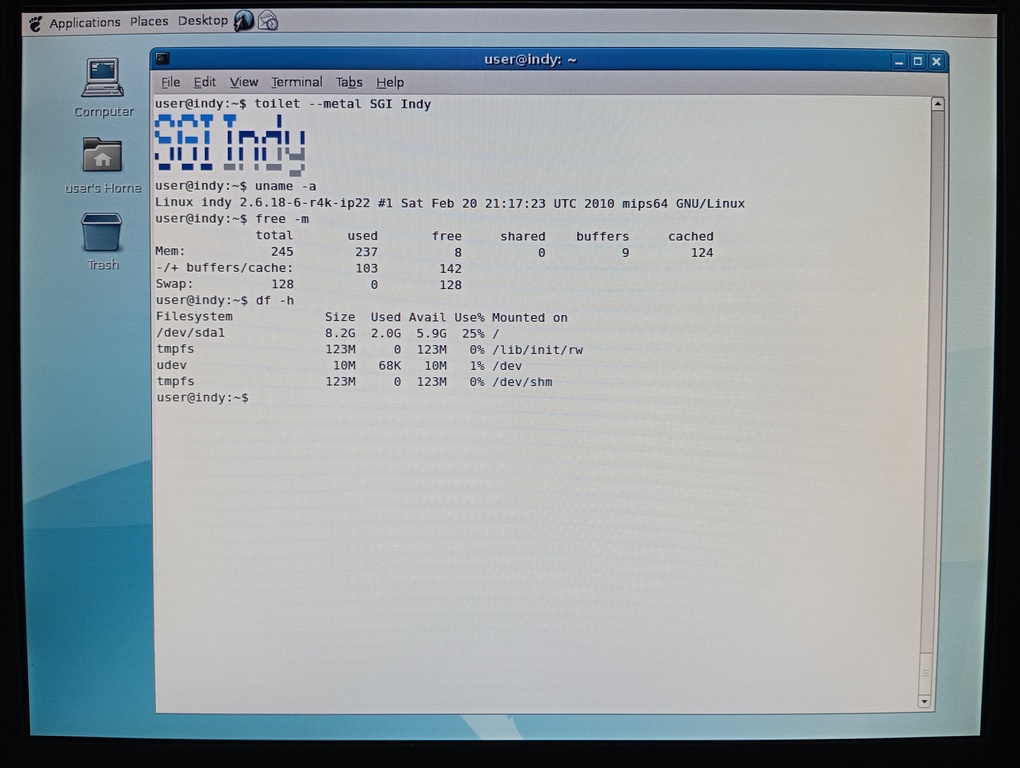 Applications Places Desktop
user@indy: ~
File Edit View Terminal Tabs Help
Computer
user's Home
Trash
user@indy:~$ toilet --metal SGI Indy
SGI Indy
user@indy:~$ uname -a
Linux indy 2.6.18-6-r4k-ip22 #1 Sat Feb 20 21:17:23 UTC 2010 mips64 GNU/Linux
user@indy:~$ free -m
total used free shared buffers cached
Mem: 245 237 8 0 9 124
-/+ buffers/cache: 103 142
Swap: 128 0 128
user@indy:~$ df -h
Filesystem Size Used Avail Use% Mounted on
/dev/sda1 8.2G 2.0G 5.9G 25% /
tmpfs 123M 0 123M 0% /lib/init/rw
udev 10M 68K 10M 1% /dev
tmpfs 123M 0 123M 0% /dev/shm
user@indy:~$